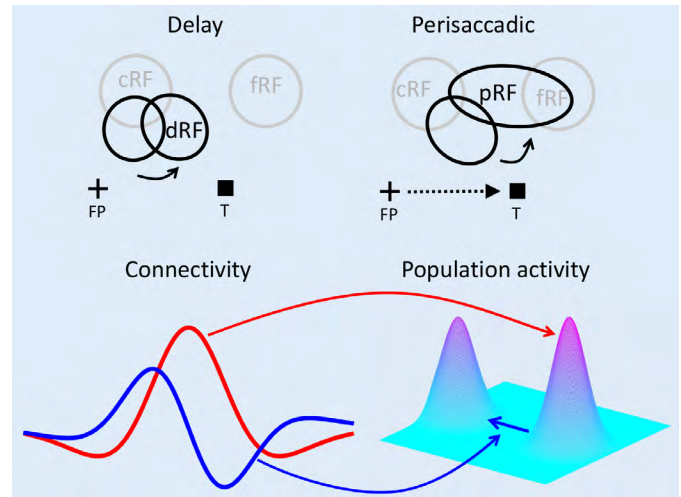 Delay
Perisaccadic
cRF
fRF
dRF
cRF
pRF
fRF
FP
T
FP
T
Connectivity
Population activity